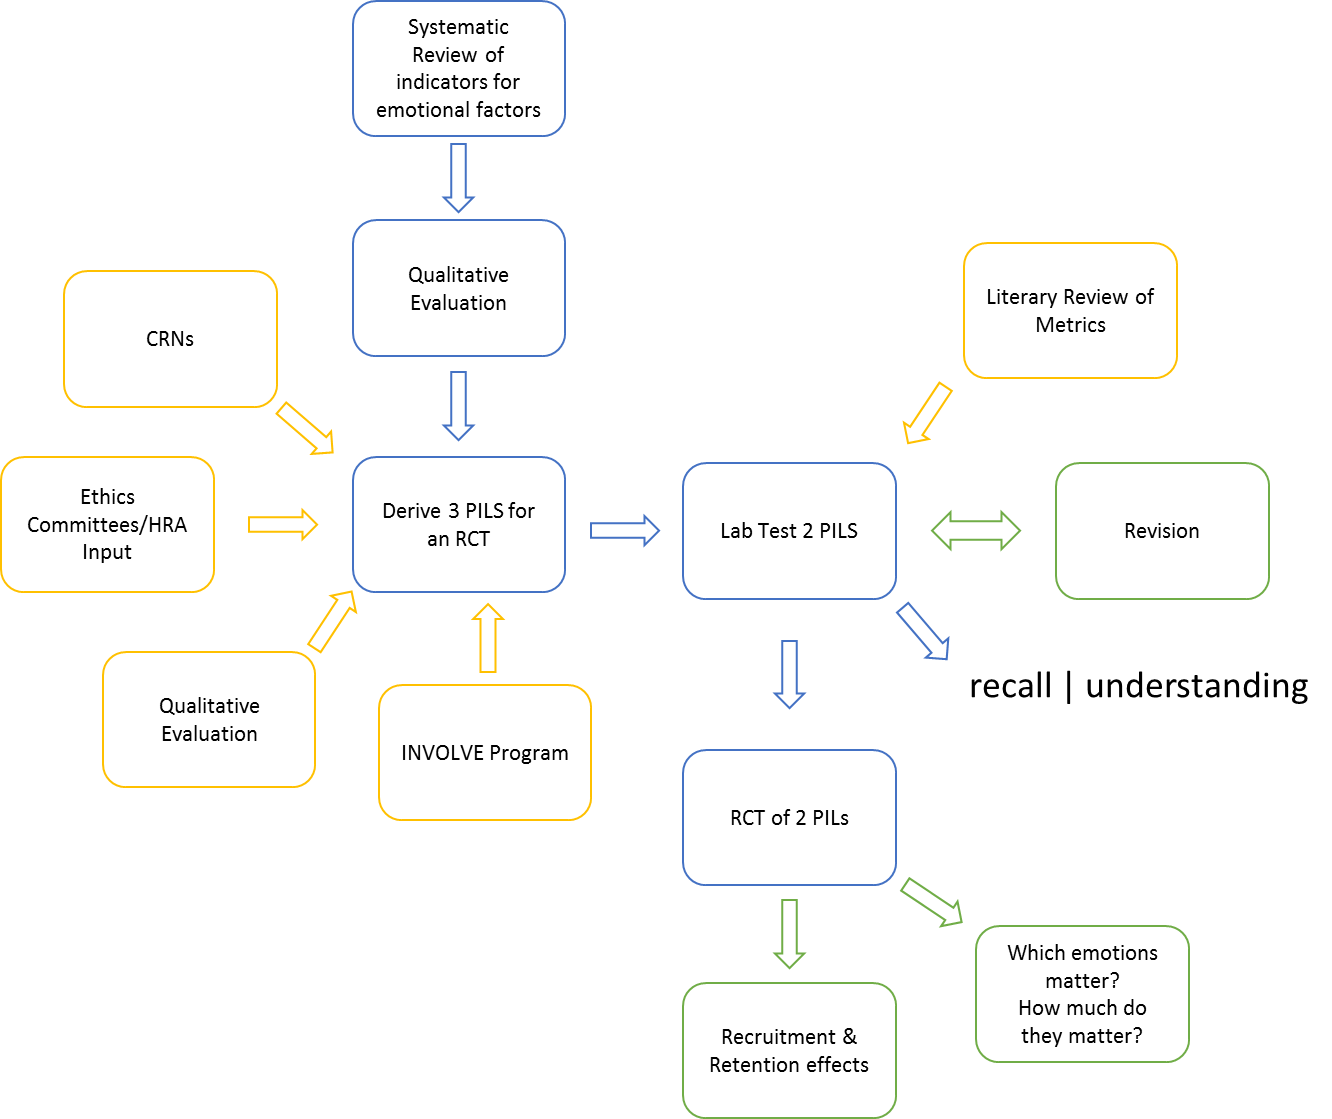 Systematic
Review of
indicators for
emotional factors
Qualitative
Evaluation
Literary Review of
Metrics
CRNs
Ethics
Committees/HRA
Input
Derive 3 PILS for
an RCT
Lab Test 2 PILS
Revision
recall | understanding
Qualitative
Evaluation
INVOLVE Program
RCT of 2 PILs
Which emotions
matter?
How much do
they matter?
Recruitment &
Retention effects